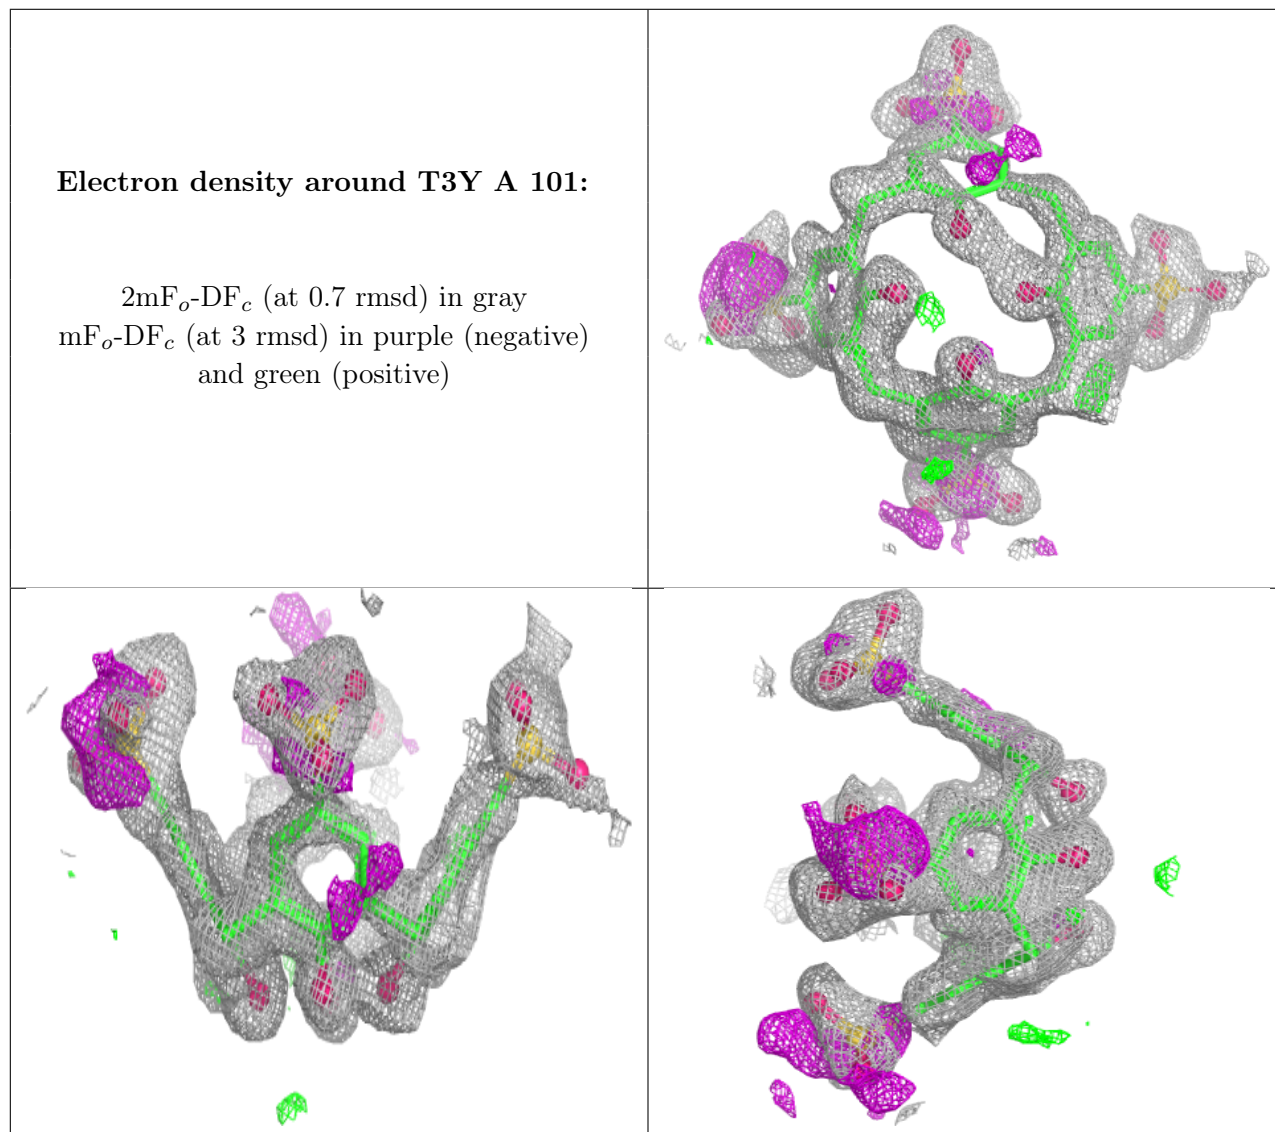 Electron density around T3Y A 101:
2mFo-DFc (at 0.7 rmsd) in gray
mFo-DFc (at 3 rmsd) in purple (negative)
and green (positive)